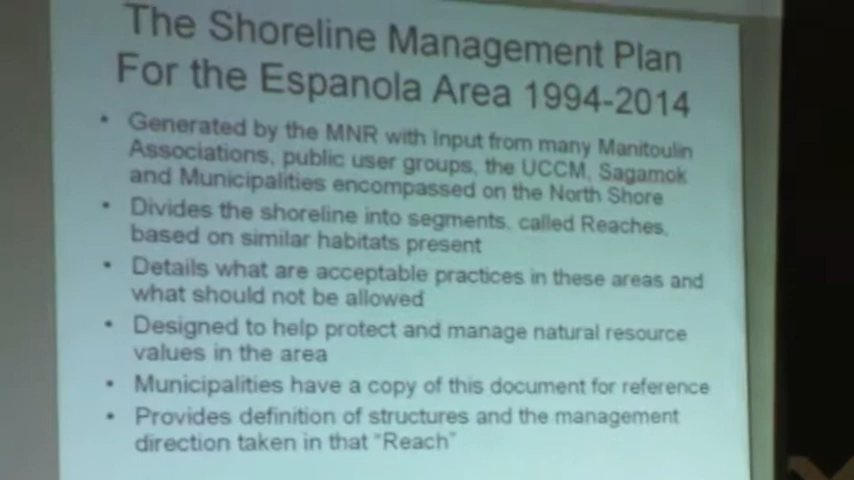 The Shoreline Management Plan
For the Espanola Area 1994-2014
• Generated by the MNR with Input from many Manitoulin
Associations, public user groups, the UCCM, Sagamok
and Municipalities encompassed on the North Shore
• Divides the shoreline into segments, called Reaches,
based on similar habitats present
• Details what are acceptable practices in these areas and
what should not be allowed
• Designed to help protect and manage natural resource
values in the area
• Municipalities have a copy of this document for reference
• Provides definition of structures and the management
direction taken in that "Reach"